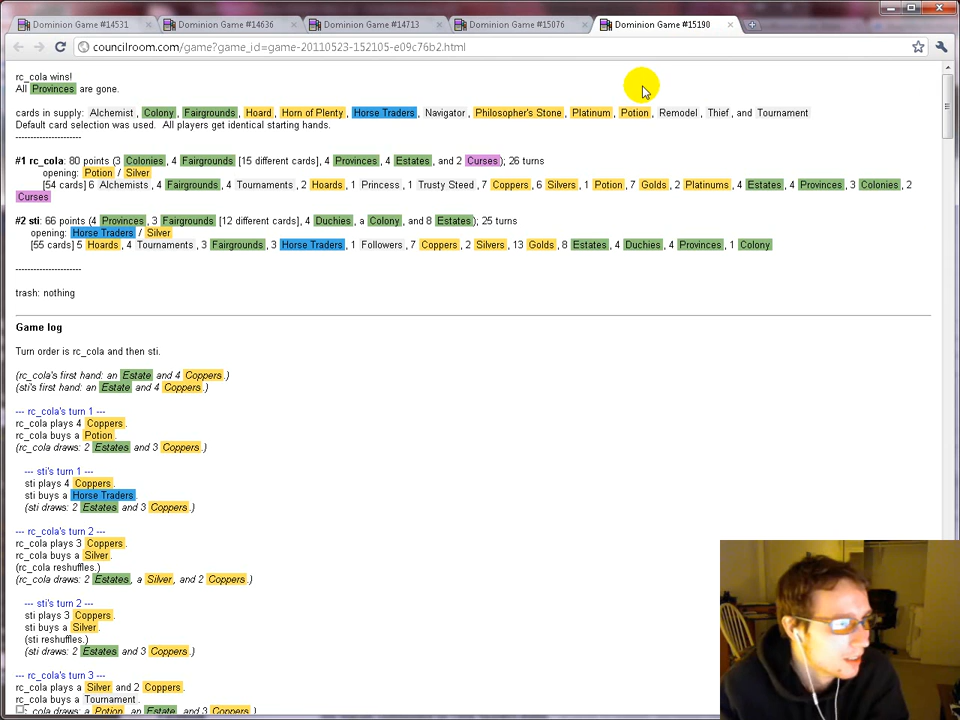 Dominion Game #14531
Dominion Game #14636
Dominion Game #14713
Dominion Game #15076
Dominion Game #15190
councilroom.com/game?game_id=game-20110523-152105-e09c76b2.html
rc_cola wins!
All Provinces are gone.
cards in supply: Alchemist, Colony, Fairgrounds, Hoard, Horn of Plenty, Horse Traders, Navigator, Philosopher's Stone, Platinum, Potion, Remodel, Thief, and Tournament
Default card selection was used. All players get identical starting hands.
----------------------
#1 rc_cola: 80 points (3 Colonies, 4 Fairgrounds [15 different cards], 4 Provinces, 4 Estates, and 2 Curses); 26 turns
opening: Potion / Silver
[54 cards] 6 Alchemists, 4 Fairgrounds, 4 Tournaments, 2 Hoards, 1 Princess, 1 Trusty Steed, 7 Coppers, 6 Silvers, 1 Potion, 7 Golds, 2 Platinums, 4 Estates, 4 Provinces, 3 Colonies, 2
Curses
#2 sti: 66 points (4 Provinces, 3 Fairgrounds [12 different cards], 4 Duchies, a Colony, and 8 Estates); 25 turns
opening: Horse Traders / Silver
[55 cards] 5 Hoards, 4 Tournaments, 3 Fairgrounds, 3 Horse Traders, 1 Followers, 7 Coppers, 2 Silvers, 13 Golds, 8 Estates, 4 Duchies, 4 Provinces, 1 Colony
----------------------
trash: nothing
Game log
Turn order is rc_cola and then sti.
(rc_cola's first hand: an Estate and 4 Coppers.)
(sti's first hand: an Estate and 4 Coppers.)
--- rc_cola's turn 1 ---
rc_cola plays 4 Coppers.
rc_cola buys a Potion.
(rc_cola draws: 2 Estates and 3 Coppers.)
--- sti's turn 1 ---
sti plays 4 Coppers.
sti buys a Horse Traders.
(sti draws: 2 Estates and 3 Coppers.)
--- rc_cola's turn 2 ---
rc_cola plays 3 Coppers.
rc_cola buys a Silver.
(rc_cola reshuffles.)
(rc_cola draws: 2 Estates, a Silver, and 2 Coppers.)
--- sti's turn 2 ---
sti plays 3 Coppers.
sti buys a Silver.
(sti reshuffles.)
(sti draws: 2 Estates and 3 Coppers.)
--- rc_cola's turn 3 ---
rc_cola plays a Silver and 2 Coppers.
rc_cola buys a Tournament.
rc_cola draws: a Potion, an Estate, and 3 Coppers.)